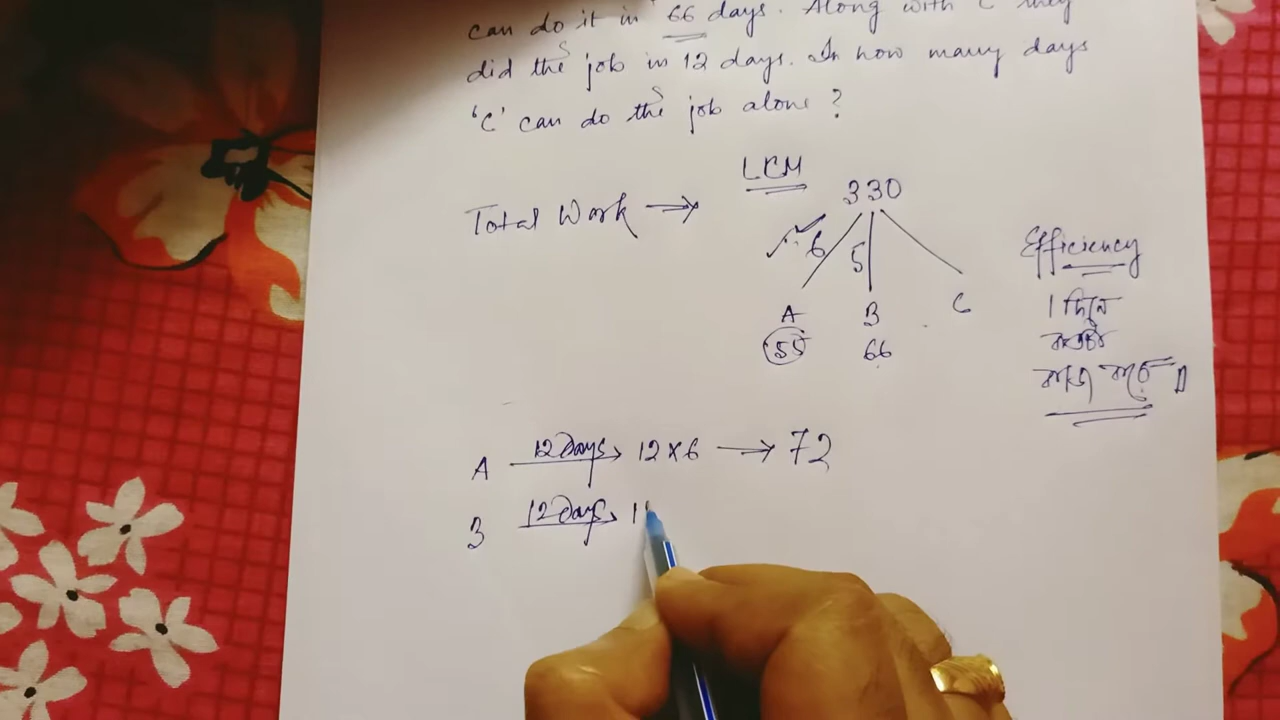 can do it in 66 days. Along with C they
did the job in 12 days. In how many days
'C' can do the job alone ?
LCM
Total Work → 330
6 5
A B C
55 66
Efficiency
1 দিনে
কতটা
কাজ করে
A 12 Days → 12 × 6 → 72
B 12 Days → 1